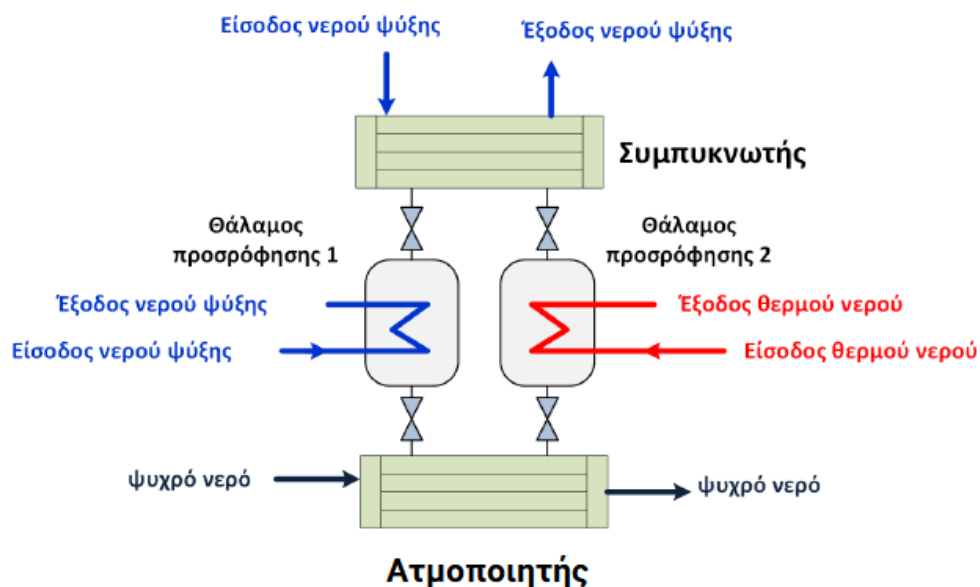 Είσοδος νερού ψύξης
Έξοδος νερού ψύξης
Συμπυκνωτής
Θάλαμος
προσρόφησης 1
Θάλαμος
προσρόφησης 2
Έξοδος νερού ψύξης
Έξοδος θερμού νερού
Είσοδος νερού ψύξης
Είσοδος θερμού νερού
ψυχρό νερό
ψυχρό νερό
Ατμοποιητής